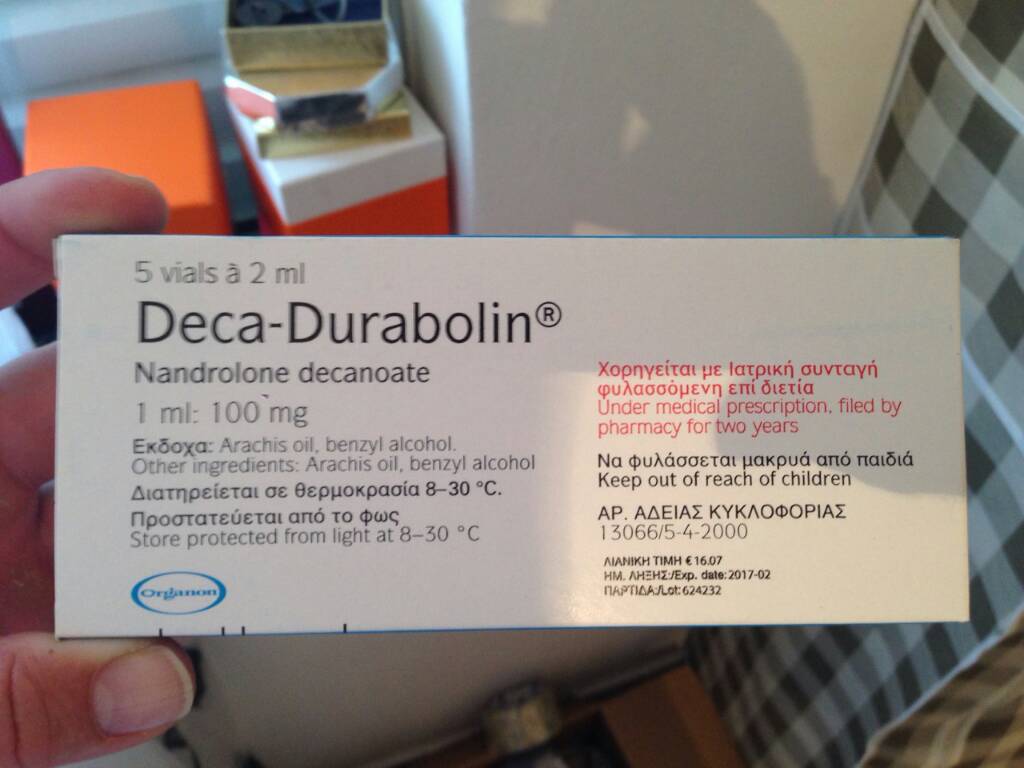 5 vials à 2 ml
Deca-Durabolin®
Nandrolone decanoate
1 ml: 100 mg
Εκδοχα: Arachis oil, benzyl alcohol.
Other ingredients: Arachis oil, benzyl alcohol
Διατηρείεται σε θερμοκρασία 8–30 °C.
Προστατεύεται από το φως
Store protected from light at 8–30 °C
Organon
Χορηγείται με Ιατρική συνταγή
φυλασσόμενη επί διετία
Under medical prescription, filed by
pharmacy for two years
Να φυλάσσεται μακρυά από παιδιά
Keep out of reach of children
ΑΡ. ΑΔΕΙΑΣ ΚΥΚΛΟΦΟΡΙΑΣ
13066/5-4-2000
ΛΙΑΝΙΚΗ ΤΙΜΗ € 16.07
ΗΜ. ΛΗΞΗΣ:/Exp. date: 2017-02
ΠΑΡΤΙΔΑ:/Lot: 624232